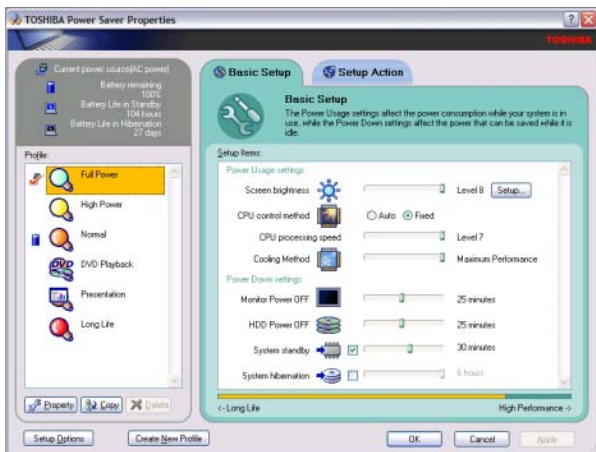 TOSHIBA Power Saver Properties
TOSHIBA
Current power source(AC power)
Battery remaining
100%
Battery Life in Standby
104 hours
Battery Life in Hibernation
27 days
Profile:
Full Power
High Power
Normal
DVD Playback
Presentation
Long Life
Property
Copy
Delete
Basic Setup
Setup Action
Basic Setup
The Power Usage settings affect the power consumption while your system is in
use, while the Power Down settings affect the power that can be saved while it is
idle.
Setup Items:
Power Usage settings
Screen brightness Level 8 Setup...
CPU control method Auto Fixed
CPU processing speed Level 7
Cooling Method Maximum Performance
Power Down settings
Monitor Power OFF 25 minutes
HDD Power OFF 25 minutes
System standby 30 minutes
System hibernation 6 hours
<- Long Life High Performance ->
Setup Options Create New Profile OK Cancel Apply